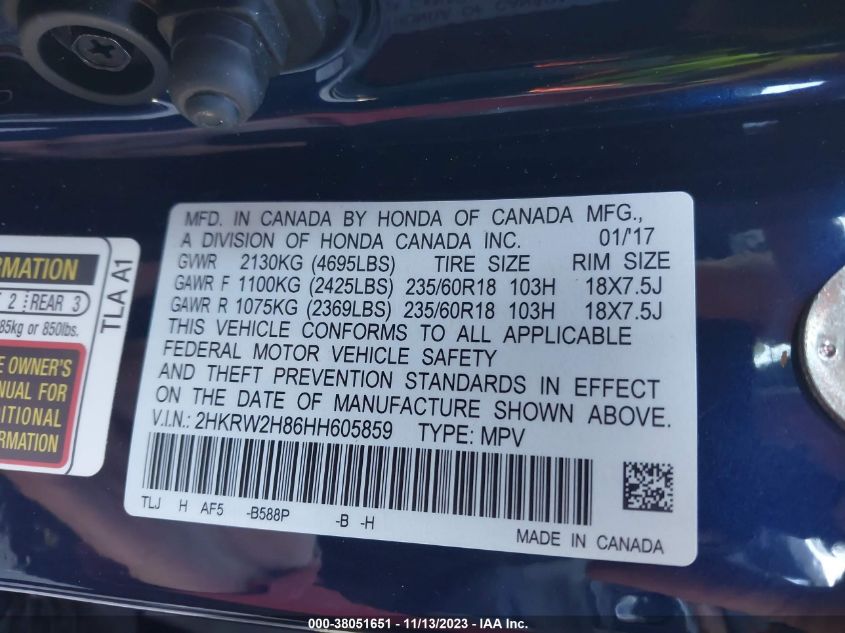 MFD. IN CANADA BY HONDA OF CANADA MFG.,
A DIVISION OF HONDA CANADA INC. 01/'17
GVWR 2130KG (4695LBS) TIRE SIZE RIM SIZE
GAWR F 1100KG (2425LBS) 235/60R18 103H 18X7.5J
GAWR R 1075KG (2369LBS) 235/60R18 103H 18X7.5J
THIS VEHICLE CONFORMS TO ALL APPLICABLE
FEDERAL MOTOR VEHICLE SAFETY
AND THEFT PREVENTION STANDARDS IN EFFECT
ON THE DATE OF MANUFACTURE SHOWN ABOVE.
V.I.N.: 2HKRW2H86HH605859 TYPE: MPV
TLJ H AF5 -B588P -B -H
MADE IN CANADA
RMATION
2 REAR 3
85kg or 850lbs.
TLA A1
E OWNER'S
NUAL FOR
DITIONAL
RMATION
000-38051651 - 11/13/2023 - IAA Inc.